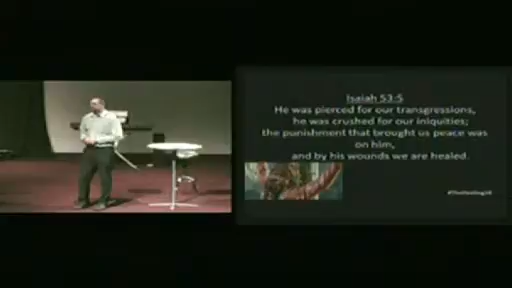 Isaiah 53:5
He was pierced for our transgressions,
he was crushed for our iniquities;
the punishment that brought us peace was
on him,
and by his wounds we are healed.